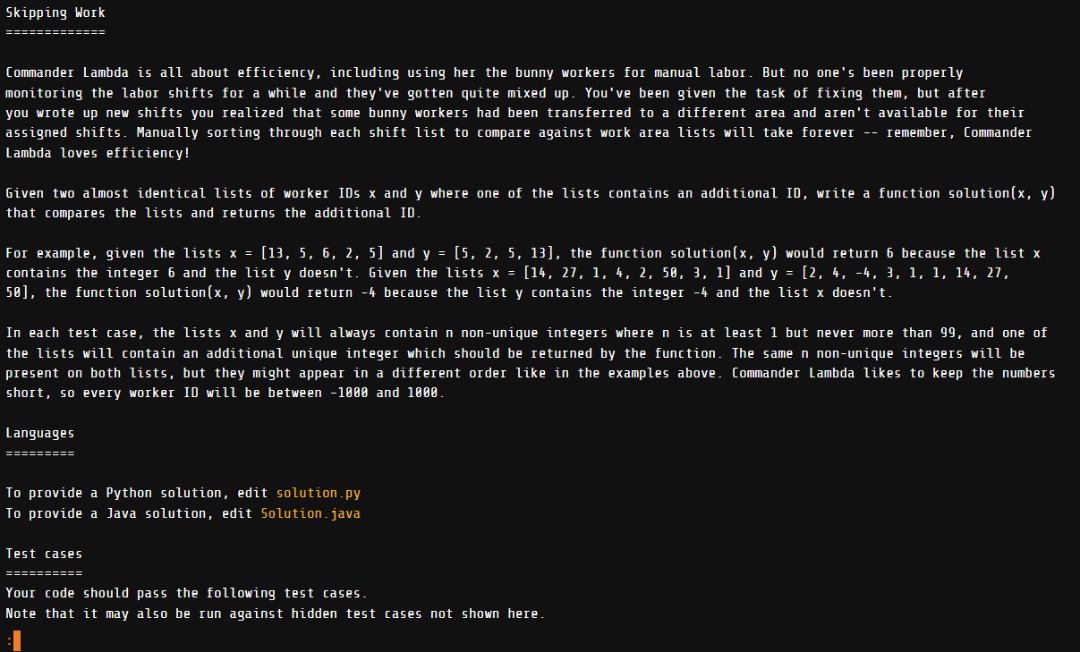 Skipping Work
=============
Commander Lambda is all about efficiency, including using her the bunny workers for manual labor. But no one's been properly
monitoring the labor shifts for a while and they've gotten quite mixed up. You've been given the task of fixing them, but after
you wrote up new shifts you realized that some bunny workers had been transferred to a different area and aren't available for their
assigned shifts. Manually sorting through each shift list to compare against work area lists will take forever -- remember, Commander
Lambda loves efficiency!
Given two almost identical lists of worker IDs x and y where one of the lists contains an additional ID, write a function solution(x, y)
that compares the lists and returns the additional ID.
For example, given the lists x = [13, 5, 6, 2, 5] and y = [5, 2, 5, 13], the function solution(x, y) would return 6 because the list x
contains the integer 6 and the list y doesn't. Given the lists x = [14, 27, 1, 4, 2, 50, 3, 1] and y = [2, 4, -4, 3, 1, 1, 14, 27,
50], the function solution(x, y) would return -4 because the list y contains the integer -4 and the list x doesn't.
In each test case, the lists x and y will always contain n non-unique integers where n is at least 1 but never more than 99, and one of
the lists will contain an additional unique integer which should be returned by the function. The same n non-unique integers will be
present on both lists, but they might appear in a different order like in the examples above. Commander Lambda likes to keep the numbers
short, so every worker ID will be between -1000 and 1000.
Languages
=========
To provide a Python solution, edit solution.py
To provide a Java solution, edit Solution.java
Test cases
==========
Your code should pass the following test cases.
Note that it may also be run against hidden test cases not shown here.
: